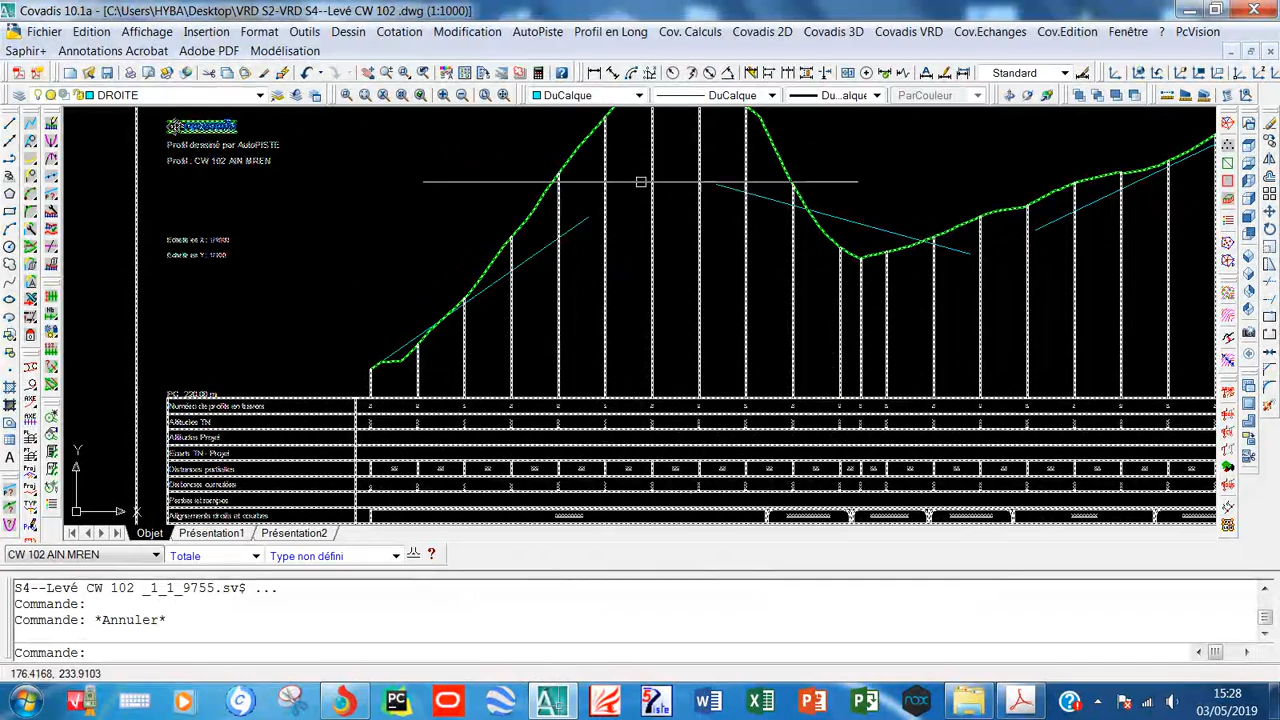 Covadis 10.1a - [C:\Users\HYBA\Desktop\VRD S2-VRD S4--Levé CW 102 .dwg (1:1000)]
Fichier Edition Affichage Insertion Format Outils Dessin Cotation Modification AutoPiste Profil en Long Cov. Calculs Covadis 2D Covadis 3D Covadis VRD Cov.Echanges Cov.Edition Fenêtre ? PcVision
Saphir+ Annotations Acrobat Adobe PDF Modélisation
Standard
DROITE DuCalque DuCalque Du...alque ParCouleur
Profil dessiné par AutoPISTE
Profil : CW 102 AIN MREN
Numéro de profils en travers
Altitudes TN
Altitudes Projet
Ecarts TN - Projet
Distances partielles
Distances cumulées
Pentes et rampes
Alignements droits et courbes
Y
X
Objet Présentation1 Présentation2
CW 102 AIN MREN Totale Type non défini ?
S4--Levé CW 102 _1_1_9755.sv$ ...
Commande:
Commande: *Annuler*
Commande:
176.4168, 233.9103
15:28
03/05/2019